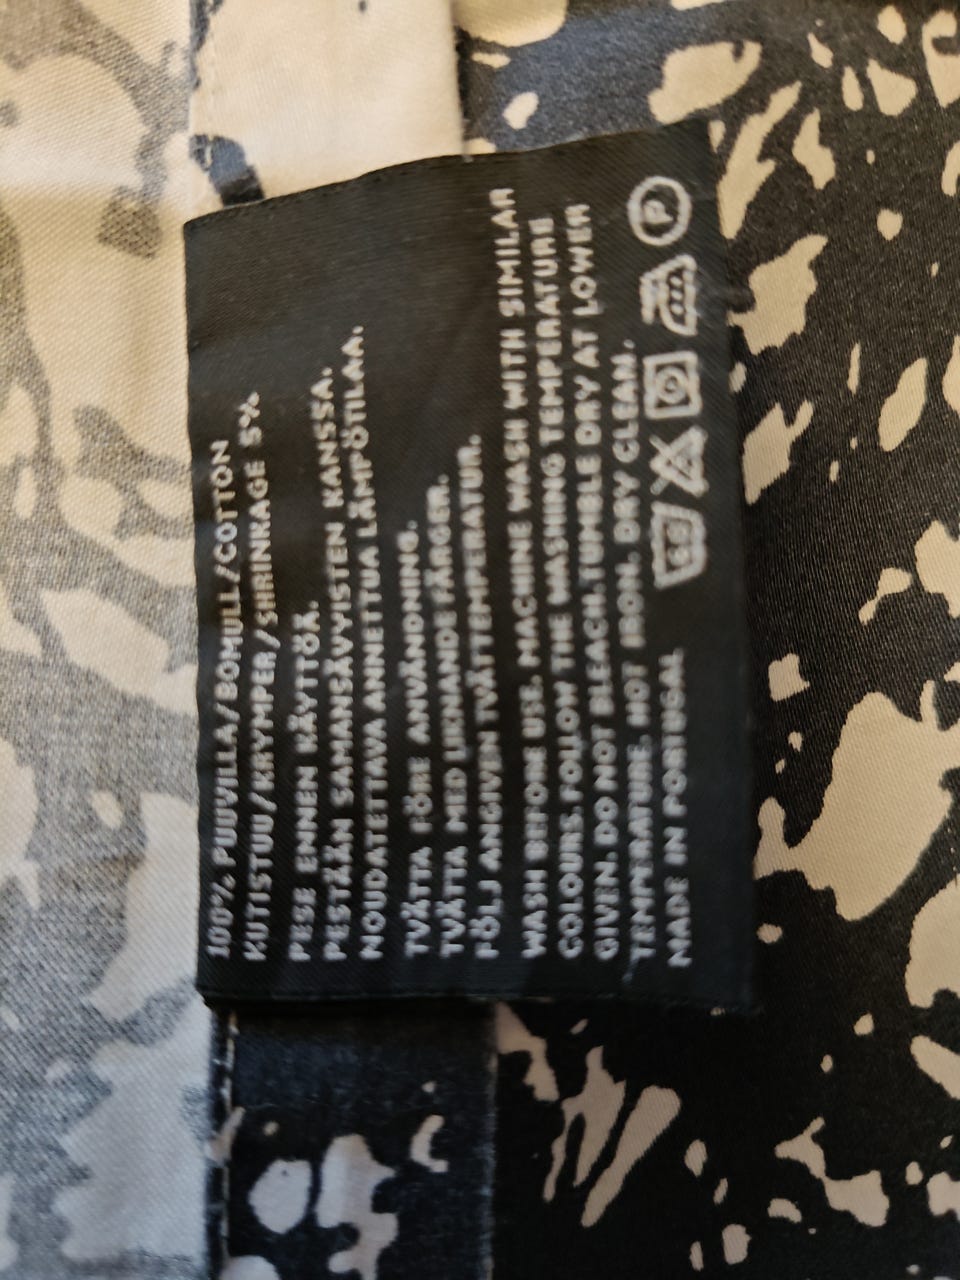 100% PUUVILLA/BOMULL/COTTON
KUTISTUU/KRYMPER/SHRINKAGE 5%
PESE ENNEN KÄYTTÖÄ.
PESTÄÄN SAMANSÄVYISTEN KANSSA.
NOUDATETTAVA ANNETTUA LÄMPÖTILAA.
TVÄTTA FÖRE ANVÄNDNING.
TVÄTTA MED LIKNANDE FÄRGER.
FÖLJ ANGIVEN TVÄTTEMPERATUR.
WASH BEFORE USE. MACHINE WASH WITH SIMILAR
COLOURS. FOLLOW THE WASHING TEMPERATURE
GIVEN. DO NOT BLEACH. TUMBLE DRY AT LOWER
TEMPERATURE. HOT IRON. DRY CLEAN.
MADE IN PORTUGAL
60
P